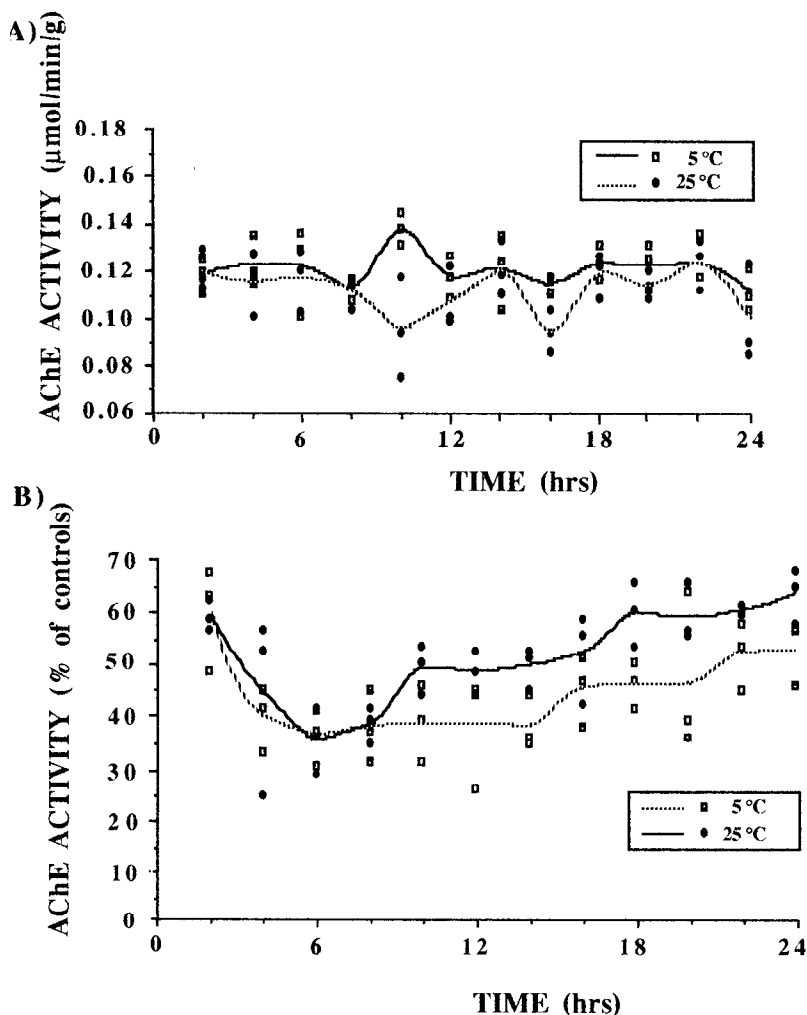 A)
AChE ACTIVITY (µmol/min/g)
0.18
0.16
0.14
0.12
0.10
0.08
0.06
5 °C
25 °C
0 6 12 18 24
TIME (hrs)
B)
AChE ACTIVITY (% of controls)
70
60
50
40
30
20
10
0
5 °C
25 °C
0 6 12 18 24
TIME (hrs)